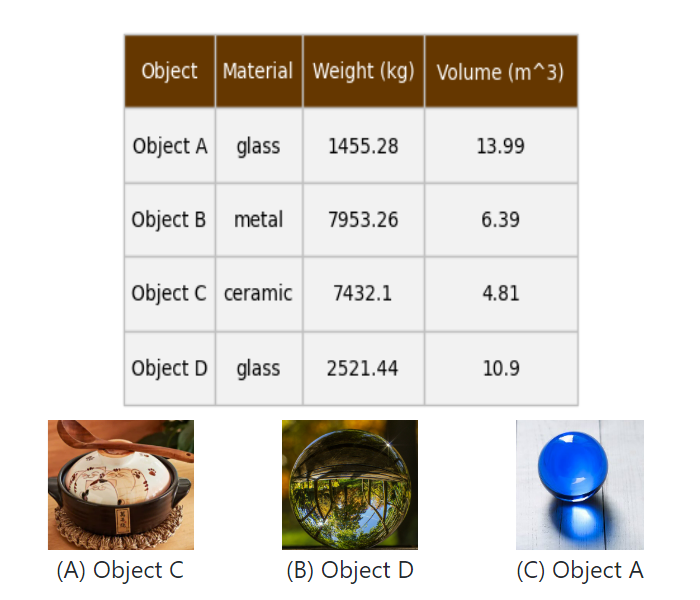 Object Material Weight (kg) Volume (m^3)
Object A glass 1455.28 13.99
Object B metal 7953.26 6.39
Object C ceramic 7432.1 4.81
Object D glass 2521.44 10.9
(A) Object C (B) Object D (C) Object A